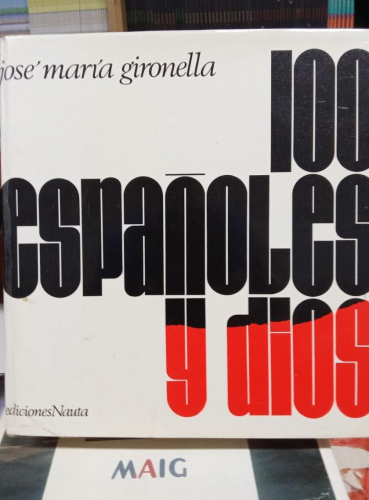 josé maría gironella
100
españoles
y dios
edicionesNauta
MAIG